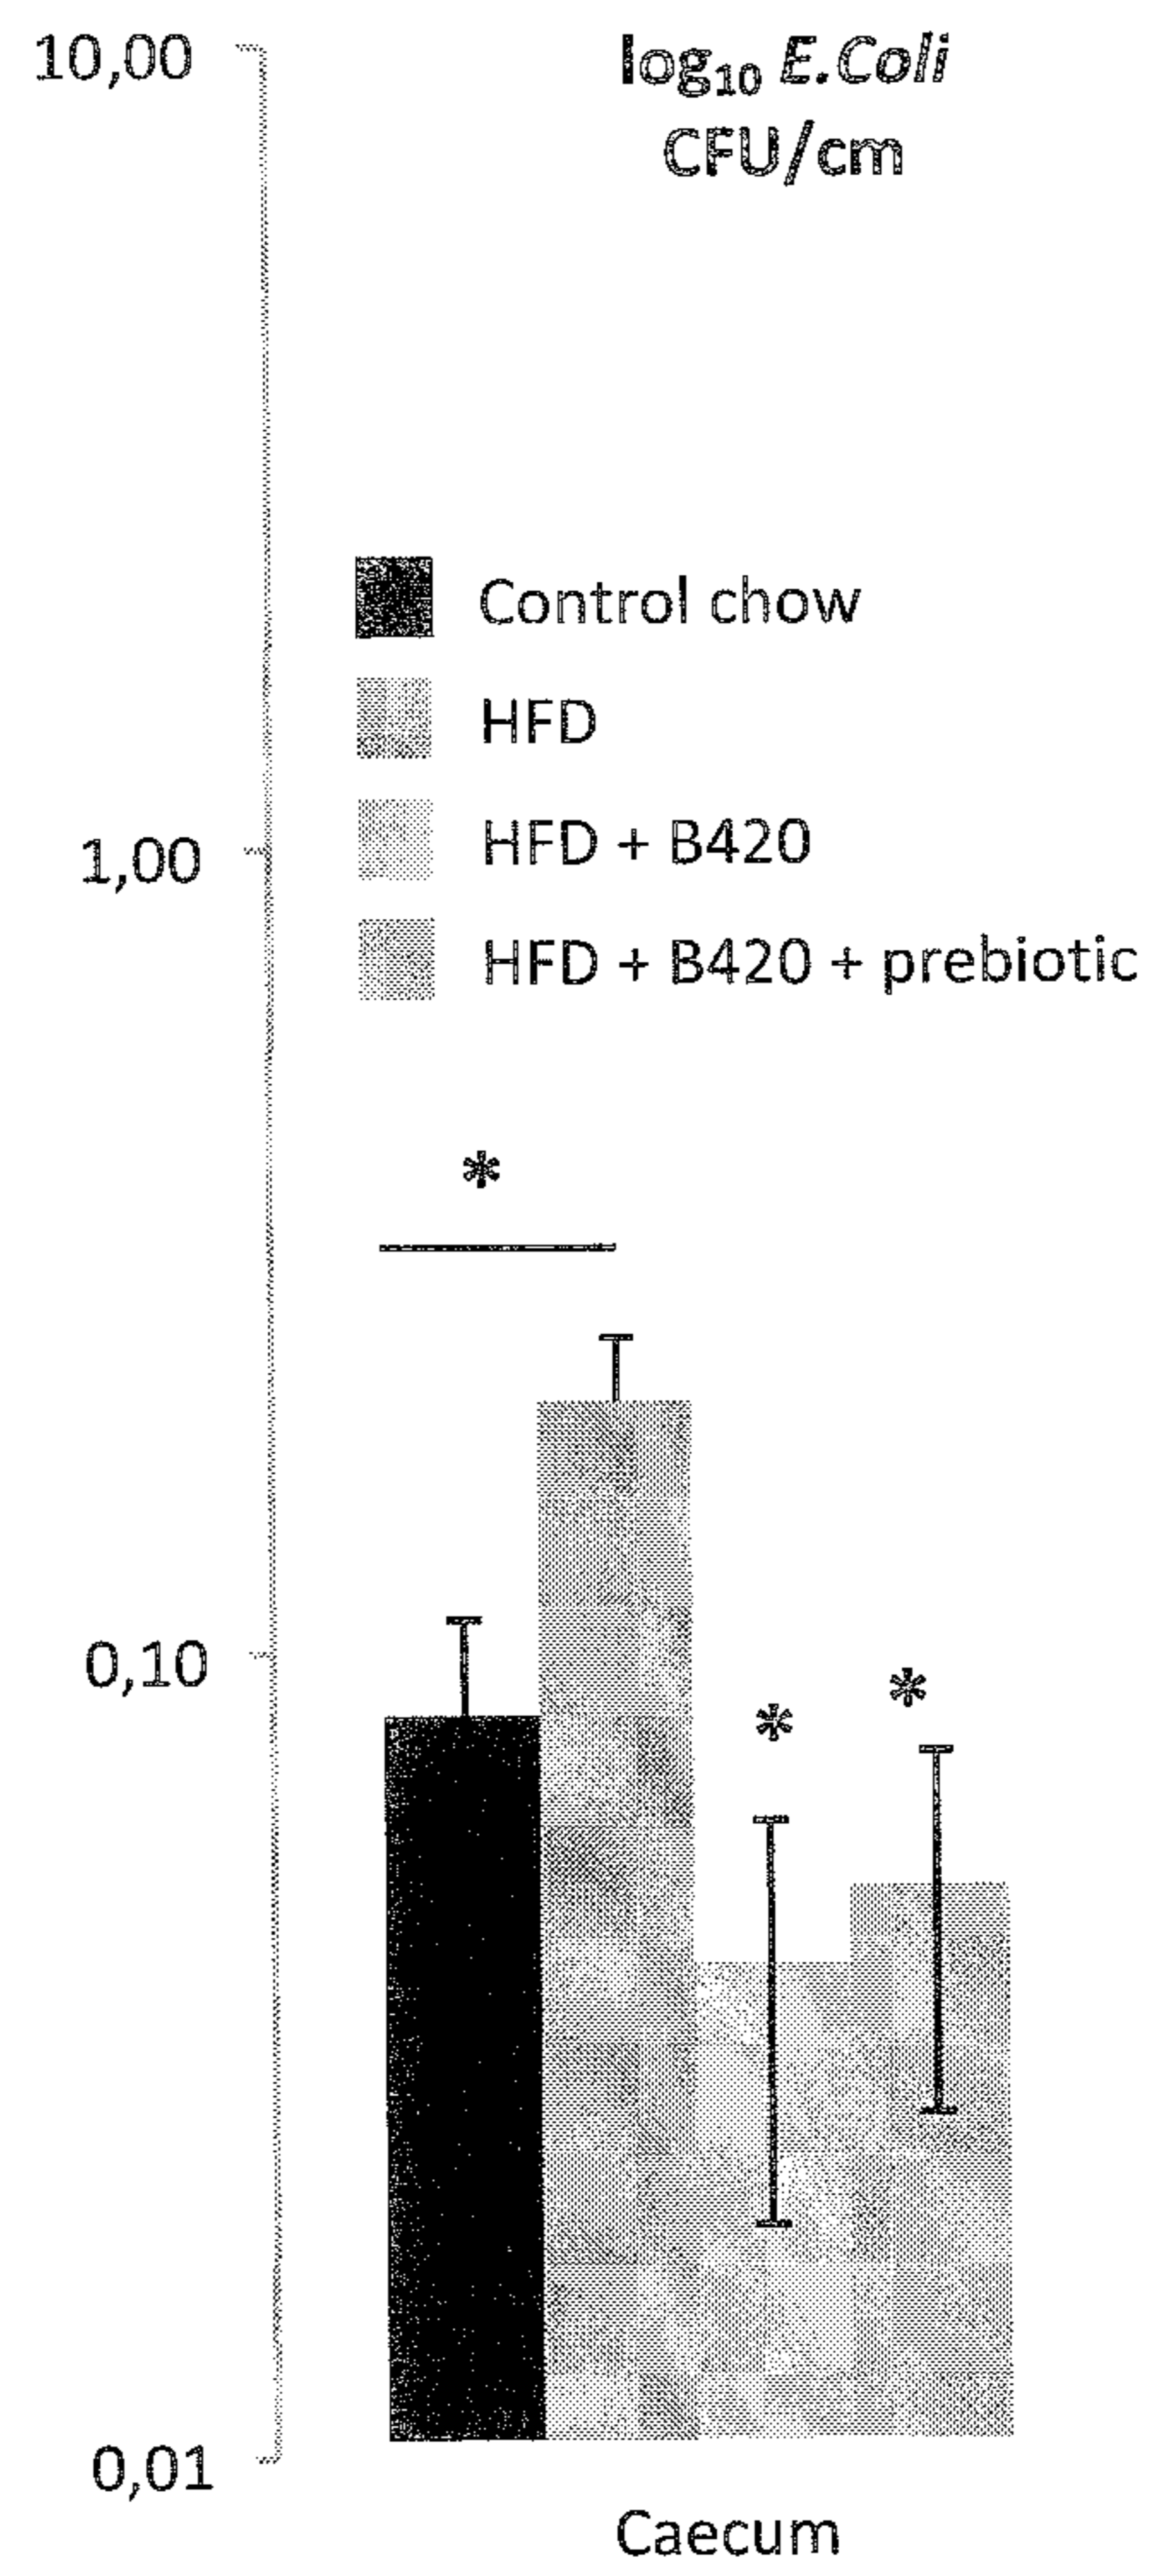 10,00
log₁₀ E.Coli
CFU/cm
Control chow
HFD
HFD + B420
1,00
HFD + B420 + prebiotic
*
0,10
*
*
0,01
Caecum